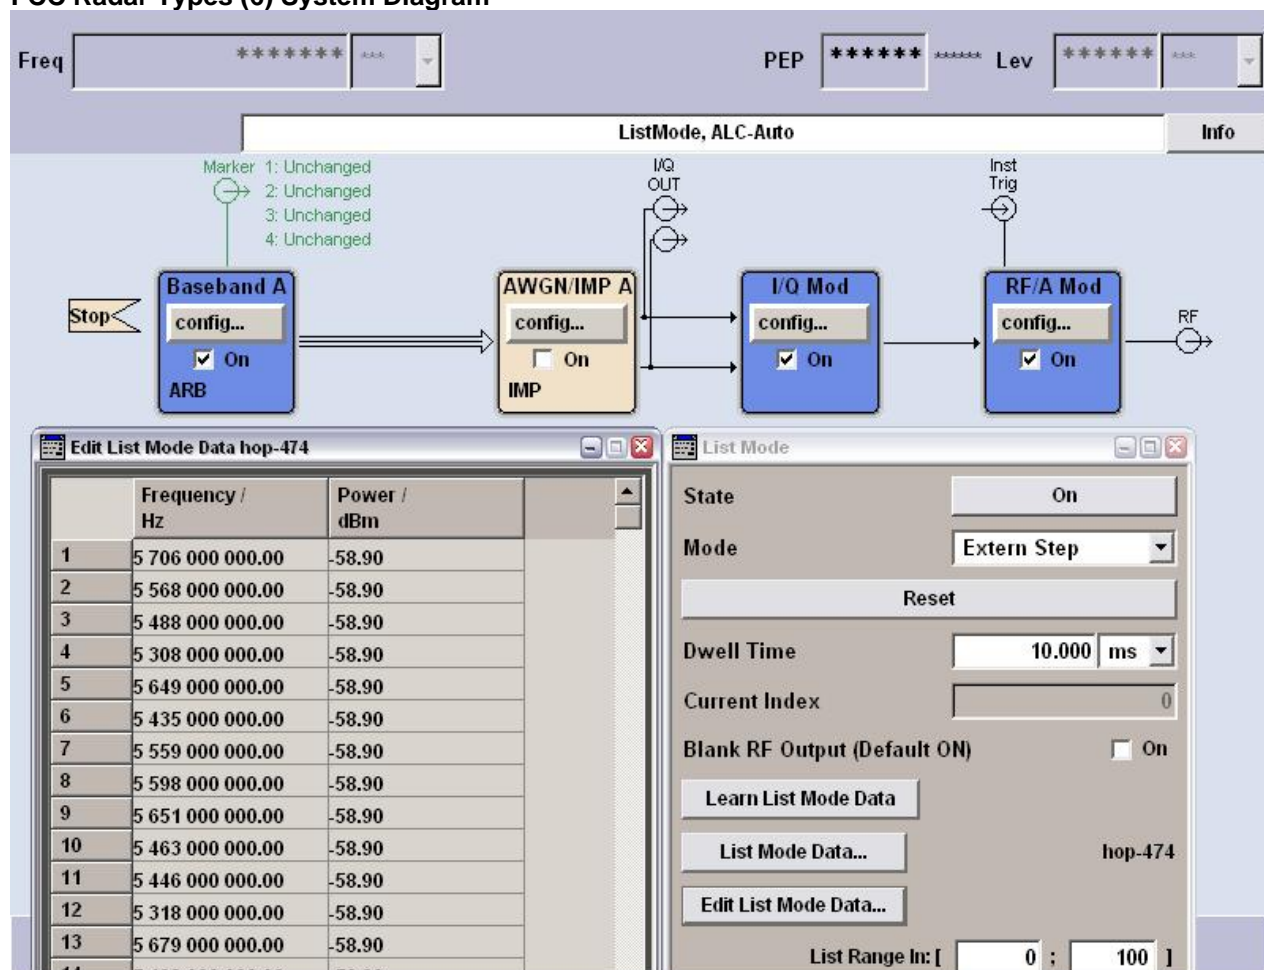 FCC Radar Types (6) System Diagram
Freq ******* *** PEP ****** ****** Lev ****** ***
ListMode, ALC-Auto Info
Marker 1: Unchanged
2: Unchanged
3: Unchanged
4: Unchanged
I/Q
OUT
Inst
Trig
Stop
Baseband A
config...
On
ARB
AWGN/IMP A
config...
On
IMP
I/Q Mod
config...
On
RF/A Mod
config...
On
RF
Edit List Mode Data hop-474
Frequency / Power /
Hz dBm
1 5 706 000 000.00 -58.90
2 5 568 000 000.00 -58.90
3 5 488 000 000.00 -58.90
4 5 308 000 000.00 -58.90
5 5 649 000 000.00 -58.90
6 5 435 000 000.00 -58.90
7 5 559 000 000.00 -58.90
8 5 598 000 000.00 -58.90
9 5 651 000 000.00 -58.90
10 5 463 000 000.00 -58.90
11 5 446 000 000.00 -58.90
12 5 318 000 000.00 -58.90
13 5 679 000 000.00 -58.90
List Mode
State On
Mode Extern Step
Reset
Dwell Time 10.000 ms
Current Index 0
Blank RF Output (Default ON) On
Learn List Mode Data
List Mode Data... hop-474
Edit List Mode Data...
List Range In: [ 0 ; 100 ]